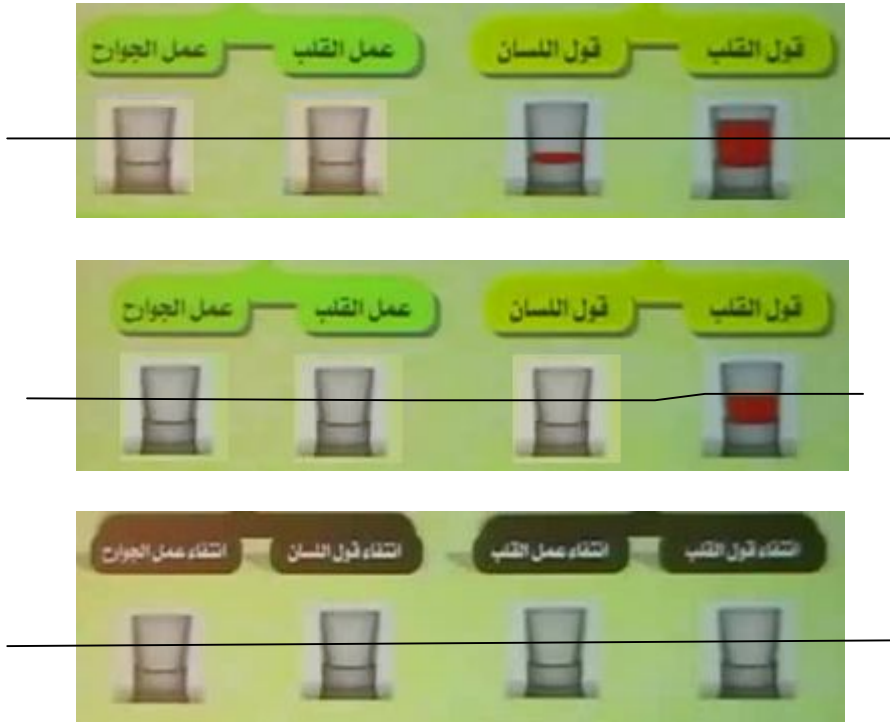 قول القلب قول اللسان عمل القلب عمل الجوارح
قول القلب قول اللسان عمل القلب عمل الجوارح
انتفاء قول القلب انتفاء عمل القلب انتفاء قول اللسان انتفاء عمل الجوارح